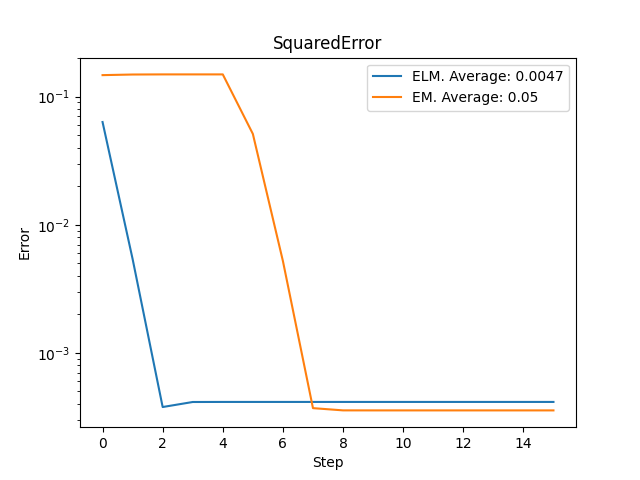 SquaredError
ELM. Average: 0.0047
EM. Average: 0.05
Error
10⁻¹
10⁻²
10⁻³
0 2 4 6 8 10 12 14
Step